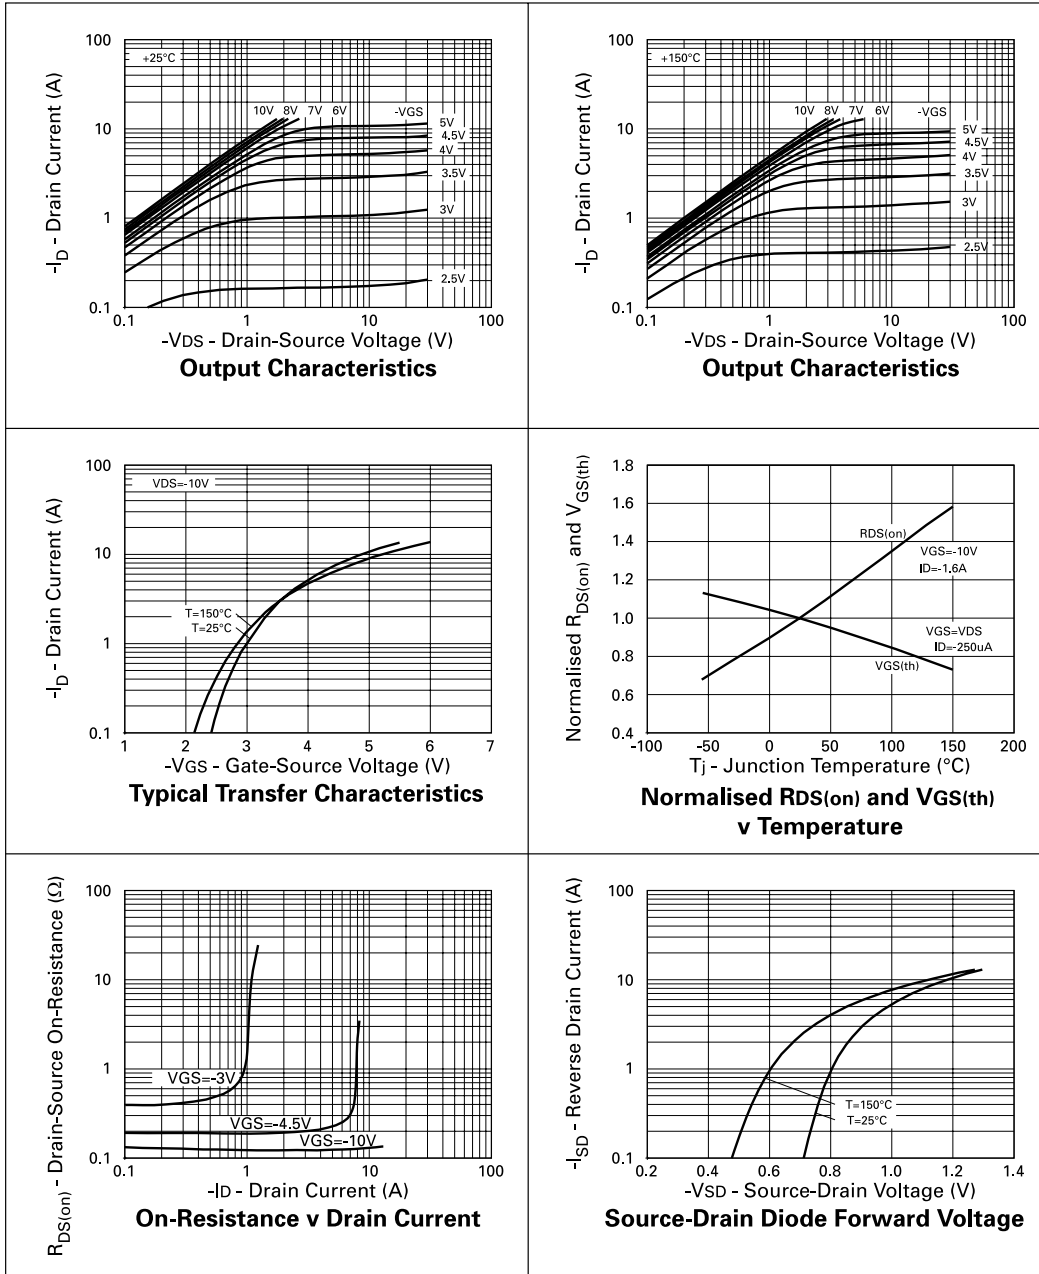 100
+25°C
-ID - Drain Current (A)
10V 8V 7V 6V -VGS
10
5V
4.5V
4V
3.5V
1
3V
2.5V
0.1
0.1 1 10 100
-VDS - Drain-Source Voltage (V)
Output Characteristics
100
+150°C
-ID - Drain Current (A)
10V 8V 7V 6V -VGS
10
5V
4.5V
4V
3.5V
3V
1
2.5V
0.1
0.1 1 10 100
-VDS - Drain-Source Voltage (V)
Output Characteristics
100
VDS=-10V
-ID - Drain Current (A)
10
T=150°C
T=25°C
1
0.1
1 2 3 4 5 6 7
-VGS - Gate-Source Voltage (V)
Typical Transfer Characteristics
Normalised RDS(on) and VGS(th)
1.8
1.6
RDS(on)
1.4
VGS=-10V
ID=-1.6A
1.2
1.0
VGS=VDS
ID=-250uA
0.8
VGS(th)
0.6
0.4
-100 -50 0 50 100 150 200
Tj - Junction Temperature (°C)
Normalised RDS(on) and VGS(th)
v Temperature
RDS(on) - Drain-Source On-Resistance (Ω)
100
10
1
VGS=-3V
VGS=-4.5V
VGS=-10V
0.1
0.1 1 10 100
-ID - Drain Current (A)
On-Resistance v Drain Current
-ISD - Reverse Drain Current (A)
100
10
1
T=150°C
T=25°C
0.1
0.2 0.4 0.6 0.8 1.0 1.2 1.4
-VSD - Source-Drain Voltage (V)
Source-Drain Diode Forward Voltage